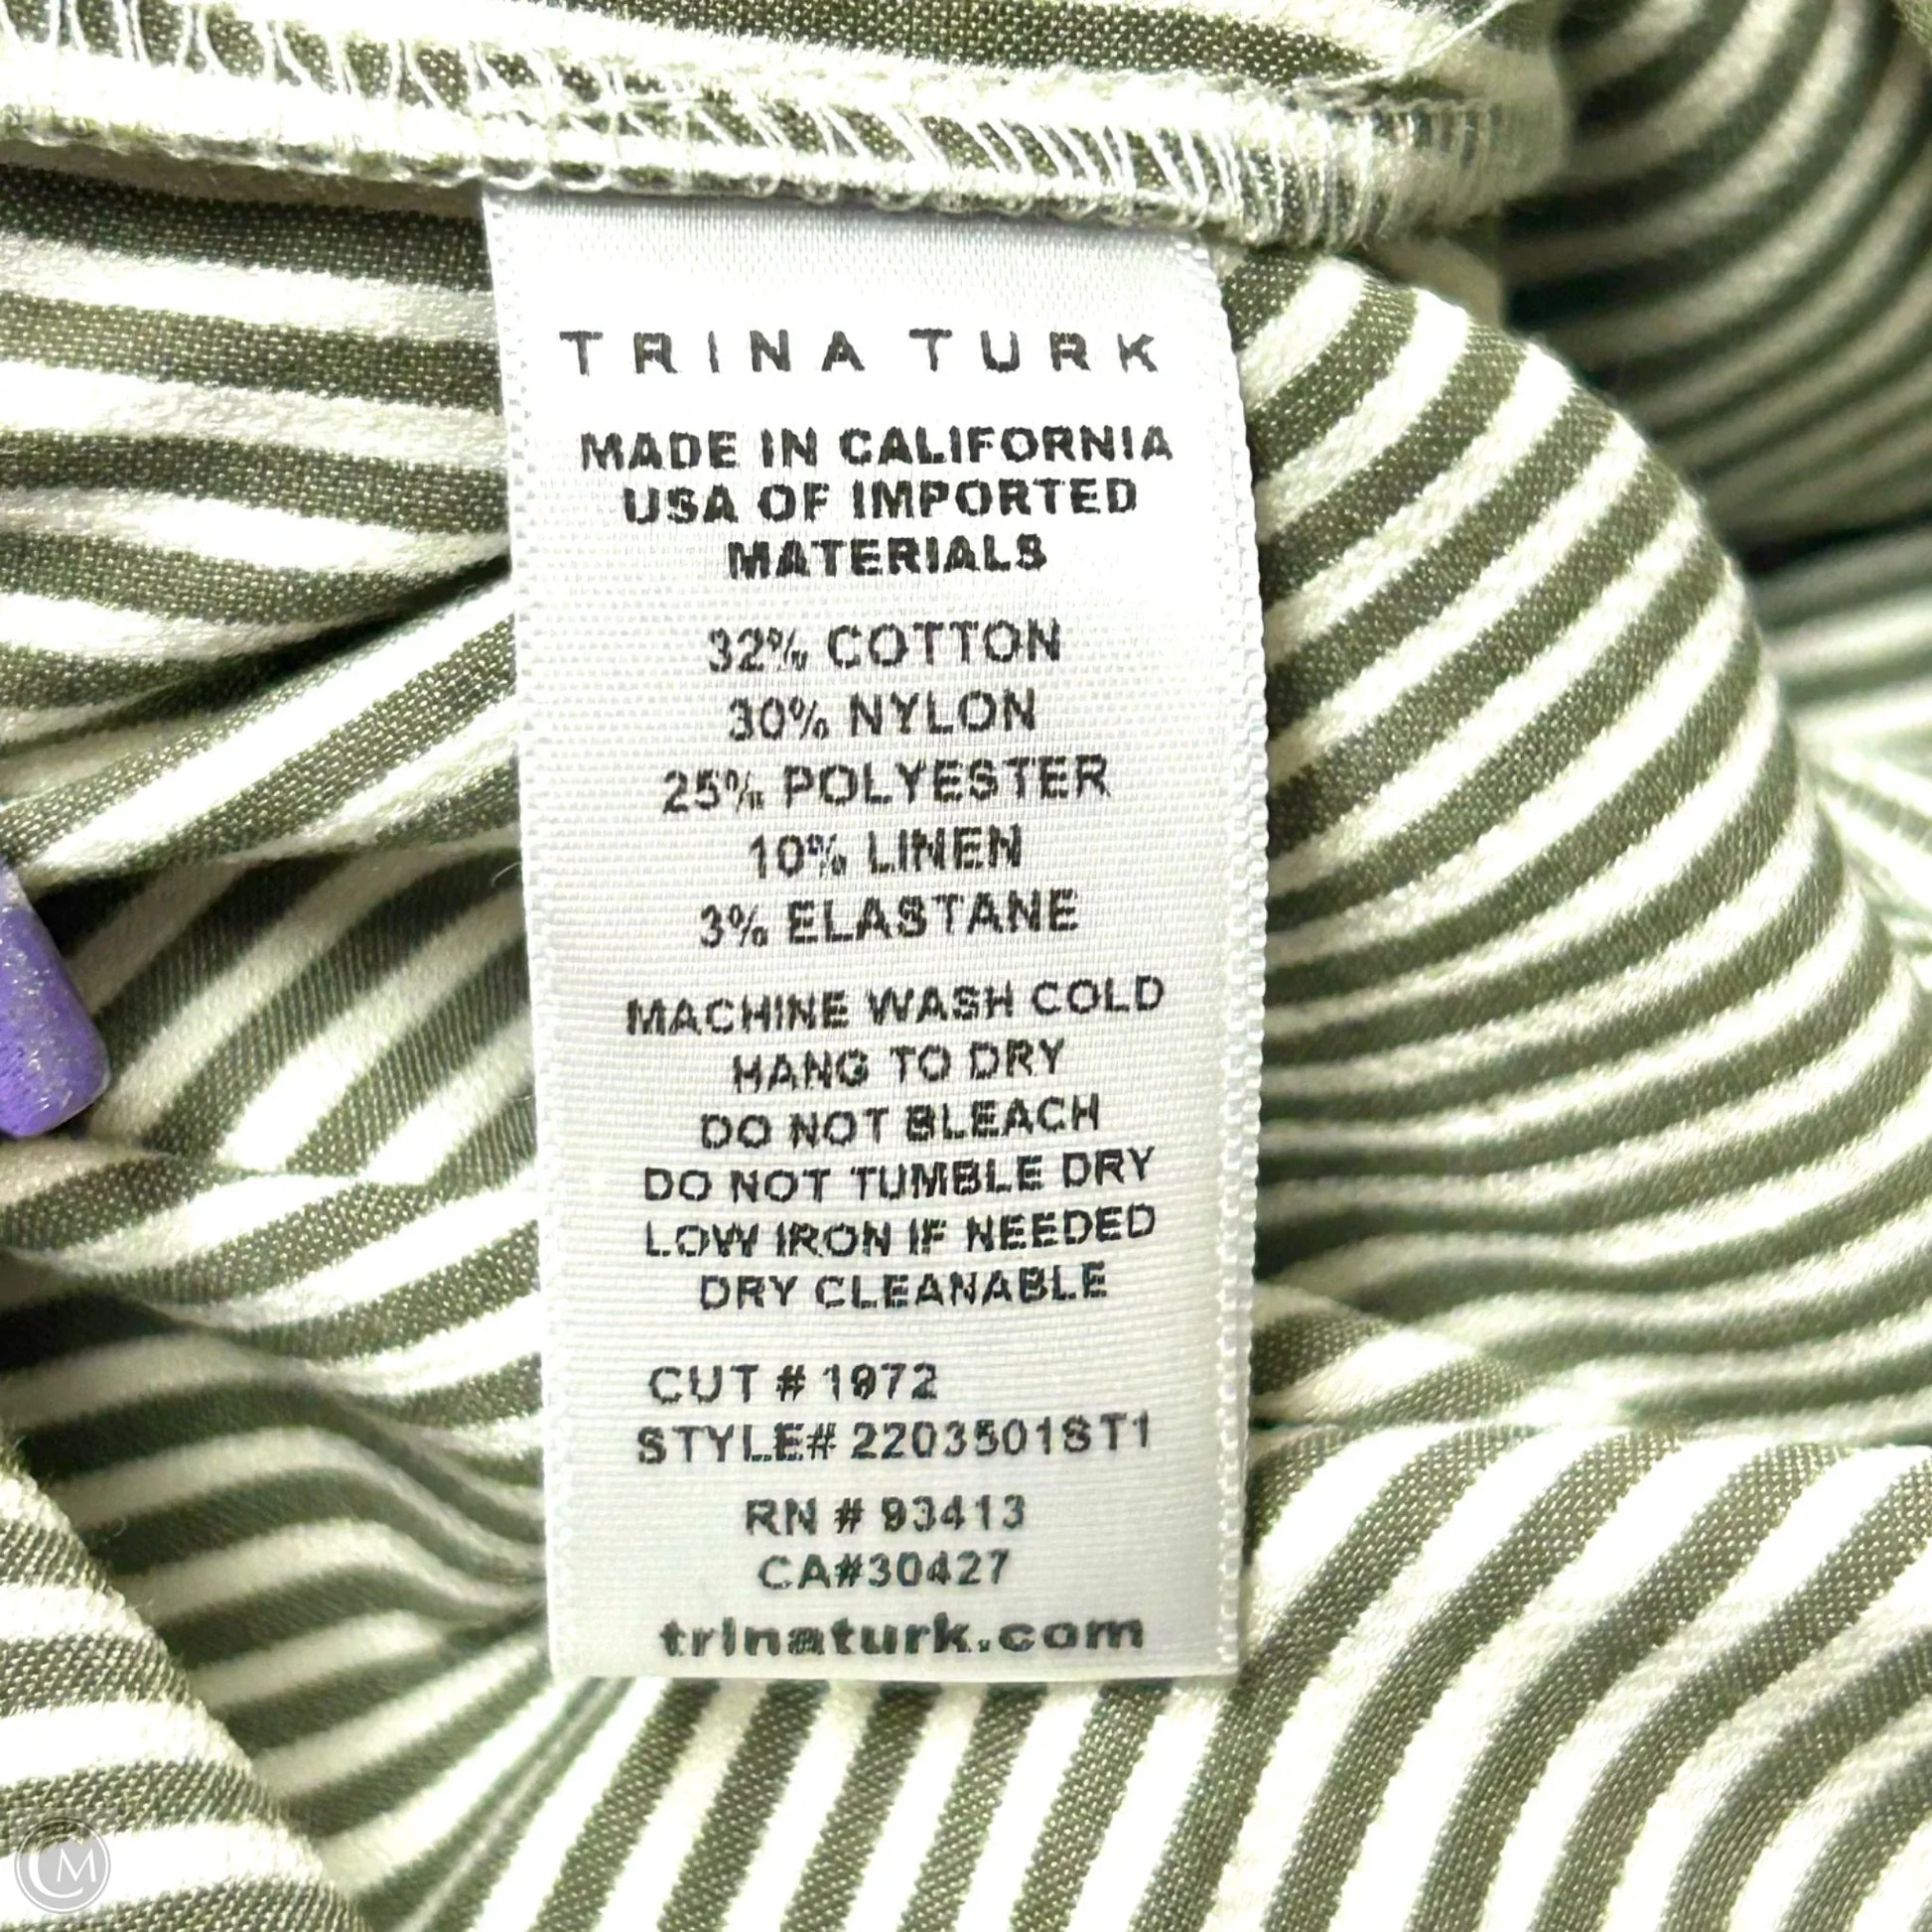 TRINA TURK
MADE IN CALIFORNIA
USA OF IMPORTED
MATERIALS
32% COTTON
30% NYLON
25% POLYESTER
10% LINEN
3% ELASTANE
MACHINE WASH COLD
HANG TO DRY
DO NOT BLEACH
DO NOT TUMBLE DRY
LOW IRON IF NEEDED
DRY CLEANABLE
CUT # 1972
STYLE# 2203501ST1
RN # 93413
CA#30427
trinaturk.com
CM